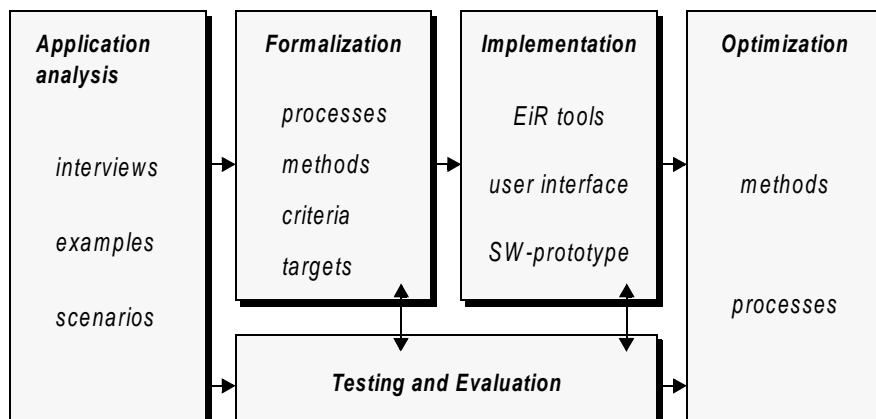 Application
analysis
interviews
examples
scenarios
Formalization
processes
methods
criteria
targets
Implementation
EiR tools
user interface
SW-prototype
Optimization
methods
processes
Testing and Evaluation